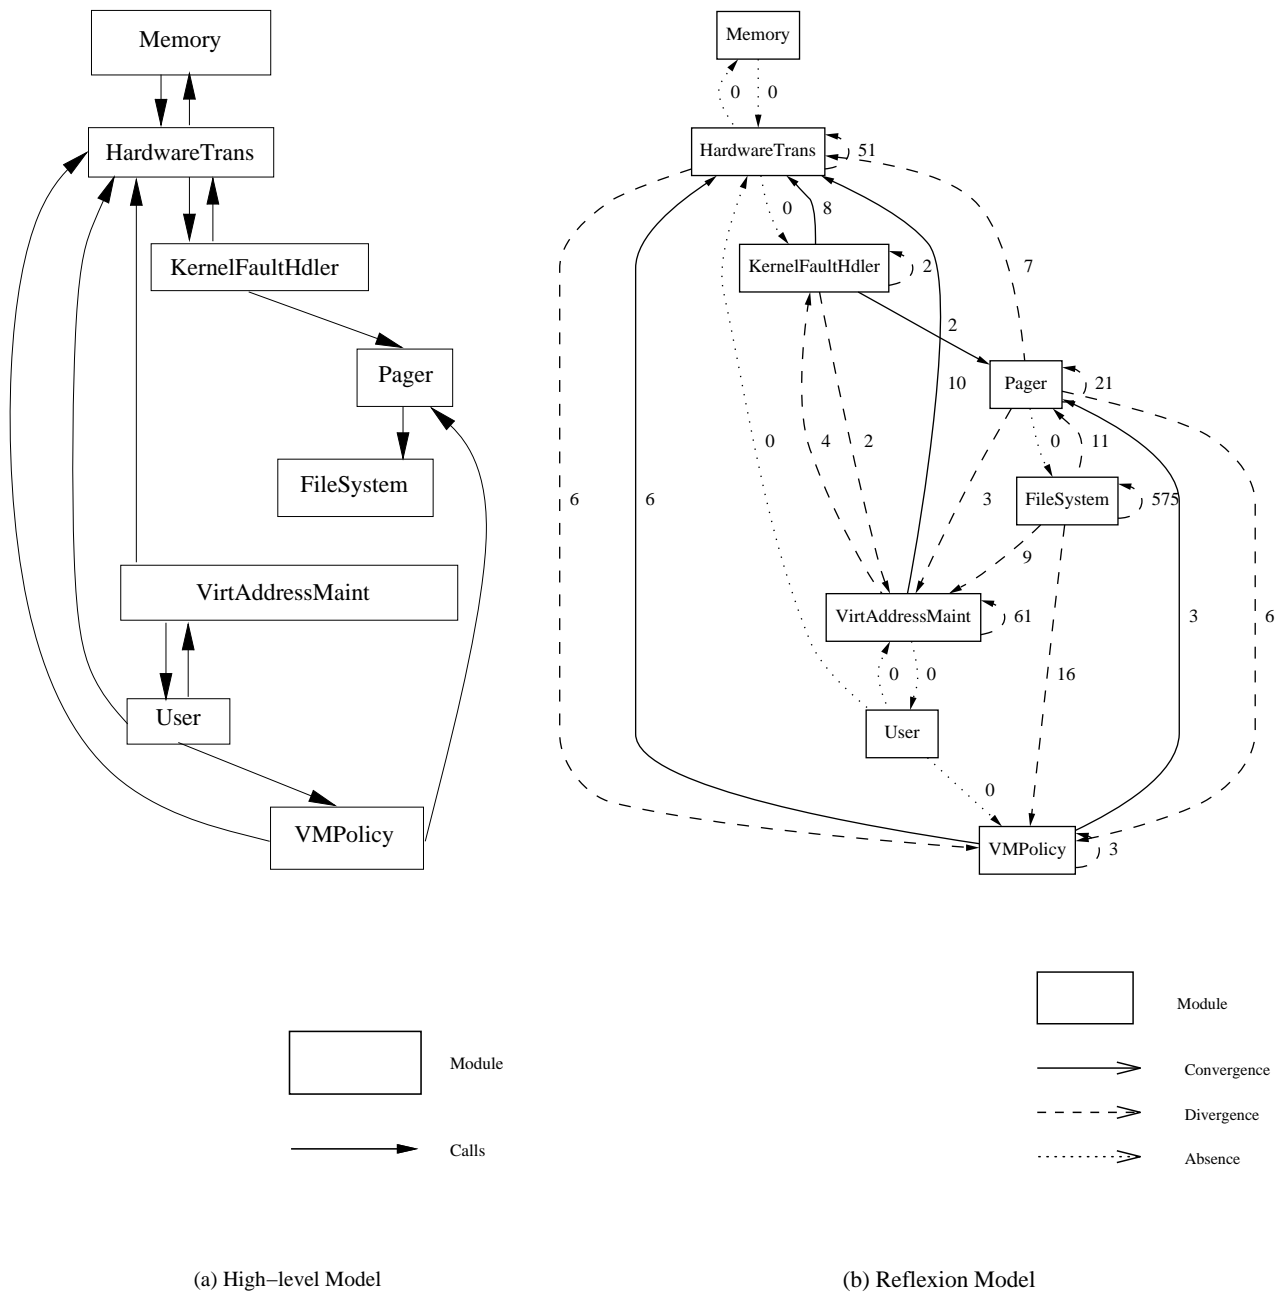 Memory
HardwareTrans
KernelFaultHdler
Pager
FileSystem
VirtAddressMaint
User
VMPolicy
Module
Calls
(a) High−level Model
Memory
0
0
HardwareTrans
51
0
8
KernelFaultHdler
2
7
2
10
Pager
21
0
4
2
0
11
6
6
3
FileSystem
575
9
VirtAddressMaint
61
3
6
0
0
16
User
0
VMPolicy
3
Module
Convergence
Divergence
Absence
(b) Reflexion Model